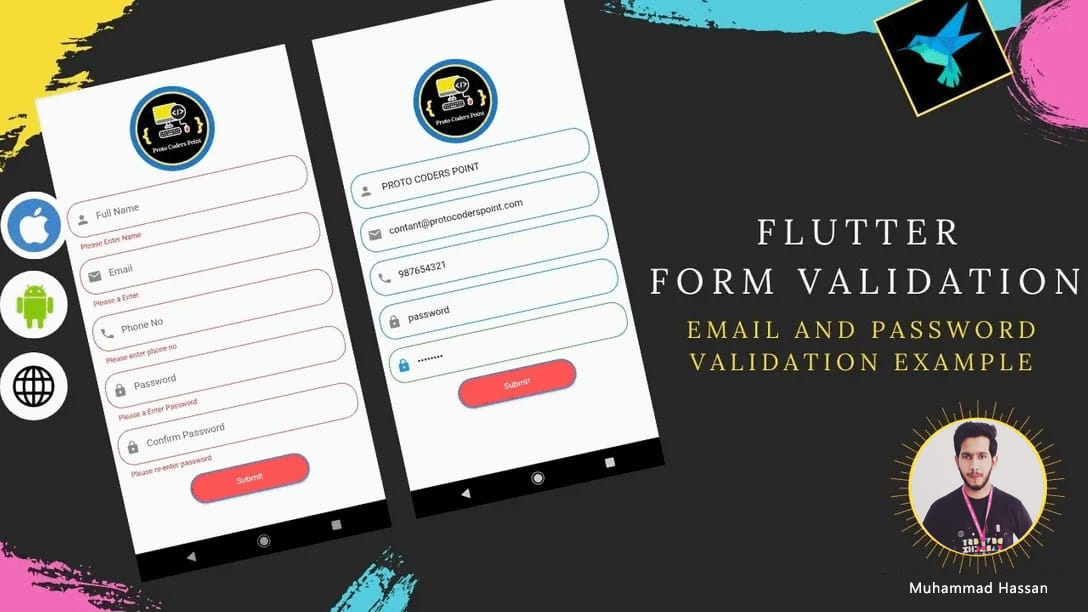 </>
Proto Coders Point
Full Name
Please Enter Name
Email
Please a Enter
Phone No
Please enter phone no
Password
Please a Enter Password
Confirm Password
Please re-enter password
Submit!
</>
Proto Coders Point
PROTO CODERS POINT
contant@protocoderspoint.com
987654321
password
••••••••
Submit!
FLUTTER
FORM VALIDATION
EMAIL AND PASSWORD
VALIDATION EXAMPLE
Muhammad Hassan